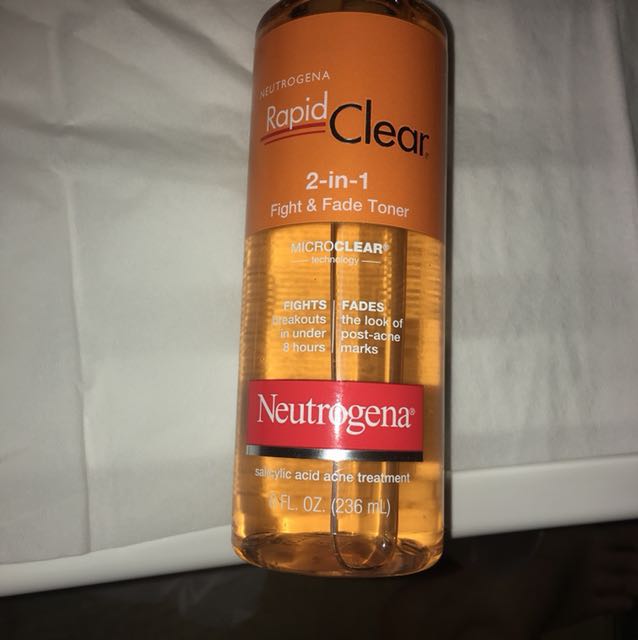 NEUTROGENA
Rapid Clear®
2-in-1
Fight & Fade Toner
MICROCLEAR®
technology
FIGHTS
breakouts
in under
8 hours
FADES
the look of
post-acne
marks
Neutrogena®
salicylic acid acne treatment
8 FL. OZ. (236 mL)